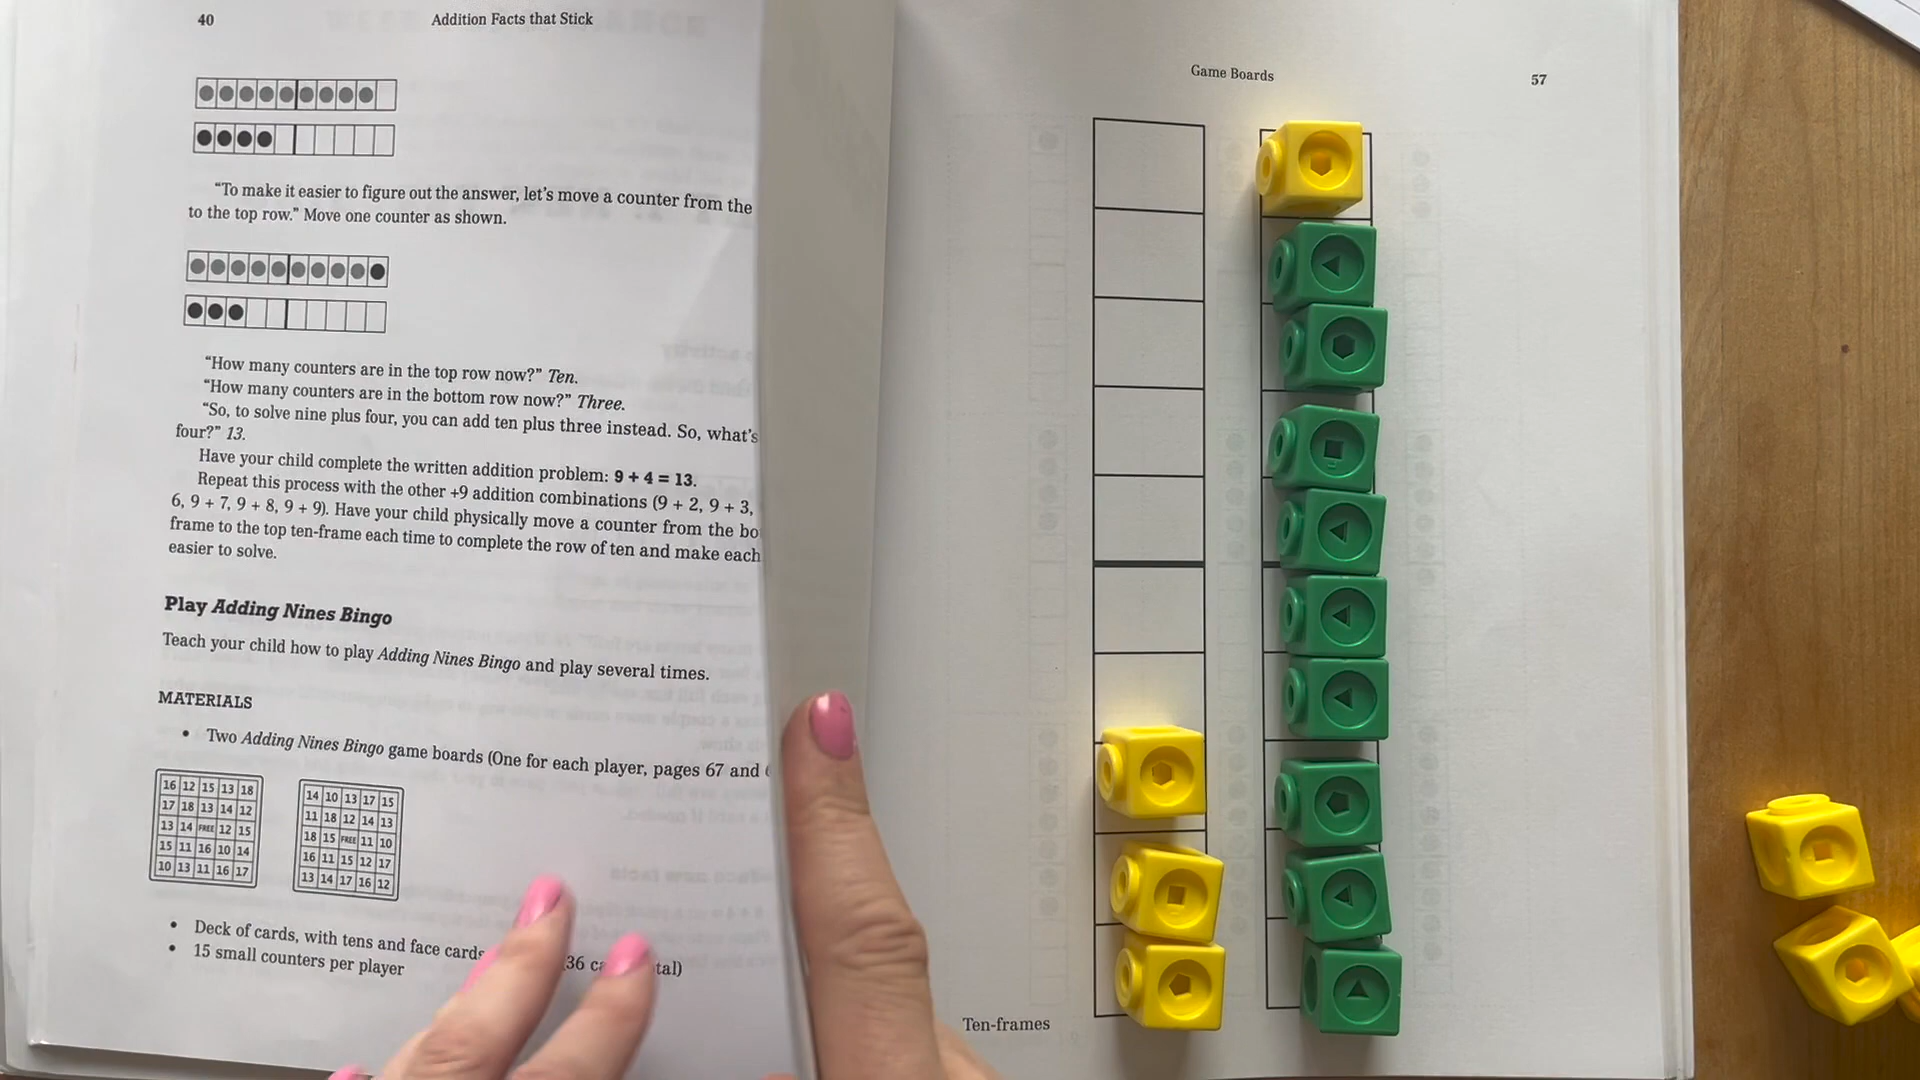 40
Addition Facts that Stick
"To make it easier to figure out the answer, let's move a counter from the
to the top row." Move one counter as shown.
"How many counters are in the top row now?" Ten.
"How many counters are in the bottom row now?" Three.
"So, to solve nine plus four, you can add ten plus three instead. So, what's
four?" 13.
Have your child complete the written addition problem: 9 + 4 = 13.
Repeat this process with the other +9 addition combinations (9 + 2, 9 + 3,
6, 9 + 7, 9 + 8, 9 + 9). Have your child physically move a counter from the bo
frame to the top ten-frame each time to complete the row of ten and make each
easier to solve.
Play Adding Nines Bingo
Teach your child how to play Adding Nines Bingo and play several times.
MATERIALS
• Two Adding Nines Bingo game boards (One for each player, pages 67 and
16 12 15 13 18
17 18 13 14 12
13 14 FREE 12 15
15 11 16 10 14
10 13 11 16 17
14 10 13 17 15
11 18 12 14 13
18 15 FREE 11 10
16 11 15 12 17
13 14 17 16 12
• Deck of cards, with tens and face cards (36 ca tal)
• 15 small counters per player
Game Boards
57
Ten-frames